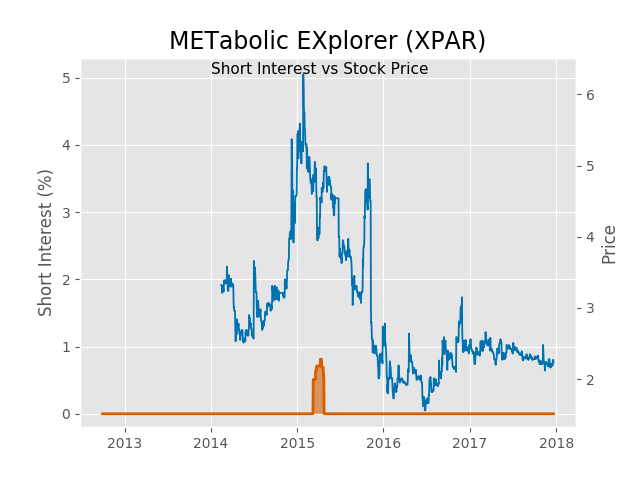 METabolic EXplorer (XPAR)
Short Interest vs Stock Price
Short Interest (%)
5
4
3
2
1
0
6
5
4
3
2
Price
2013 2014 2015 2016 2017 2018